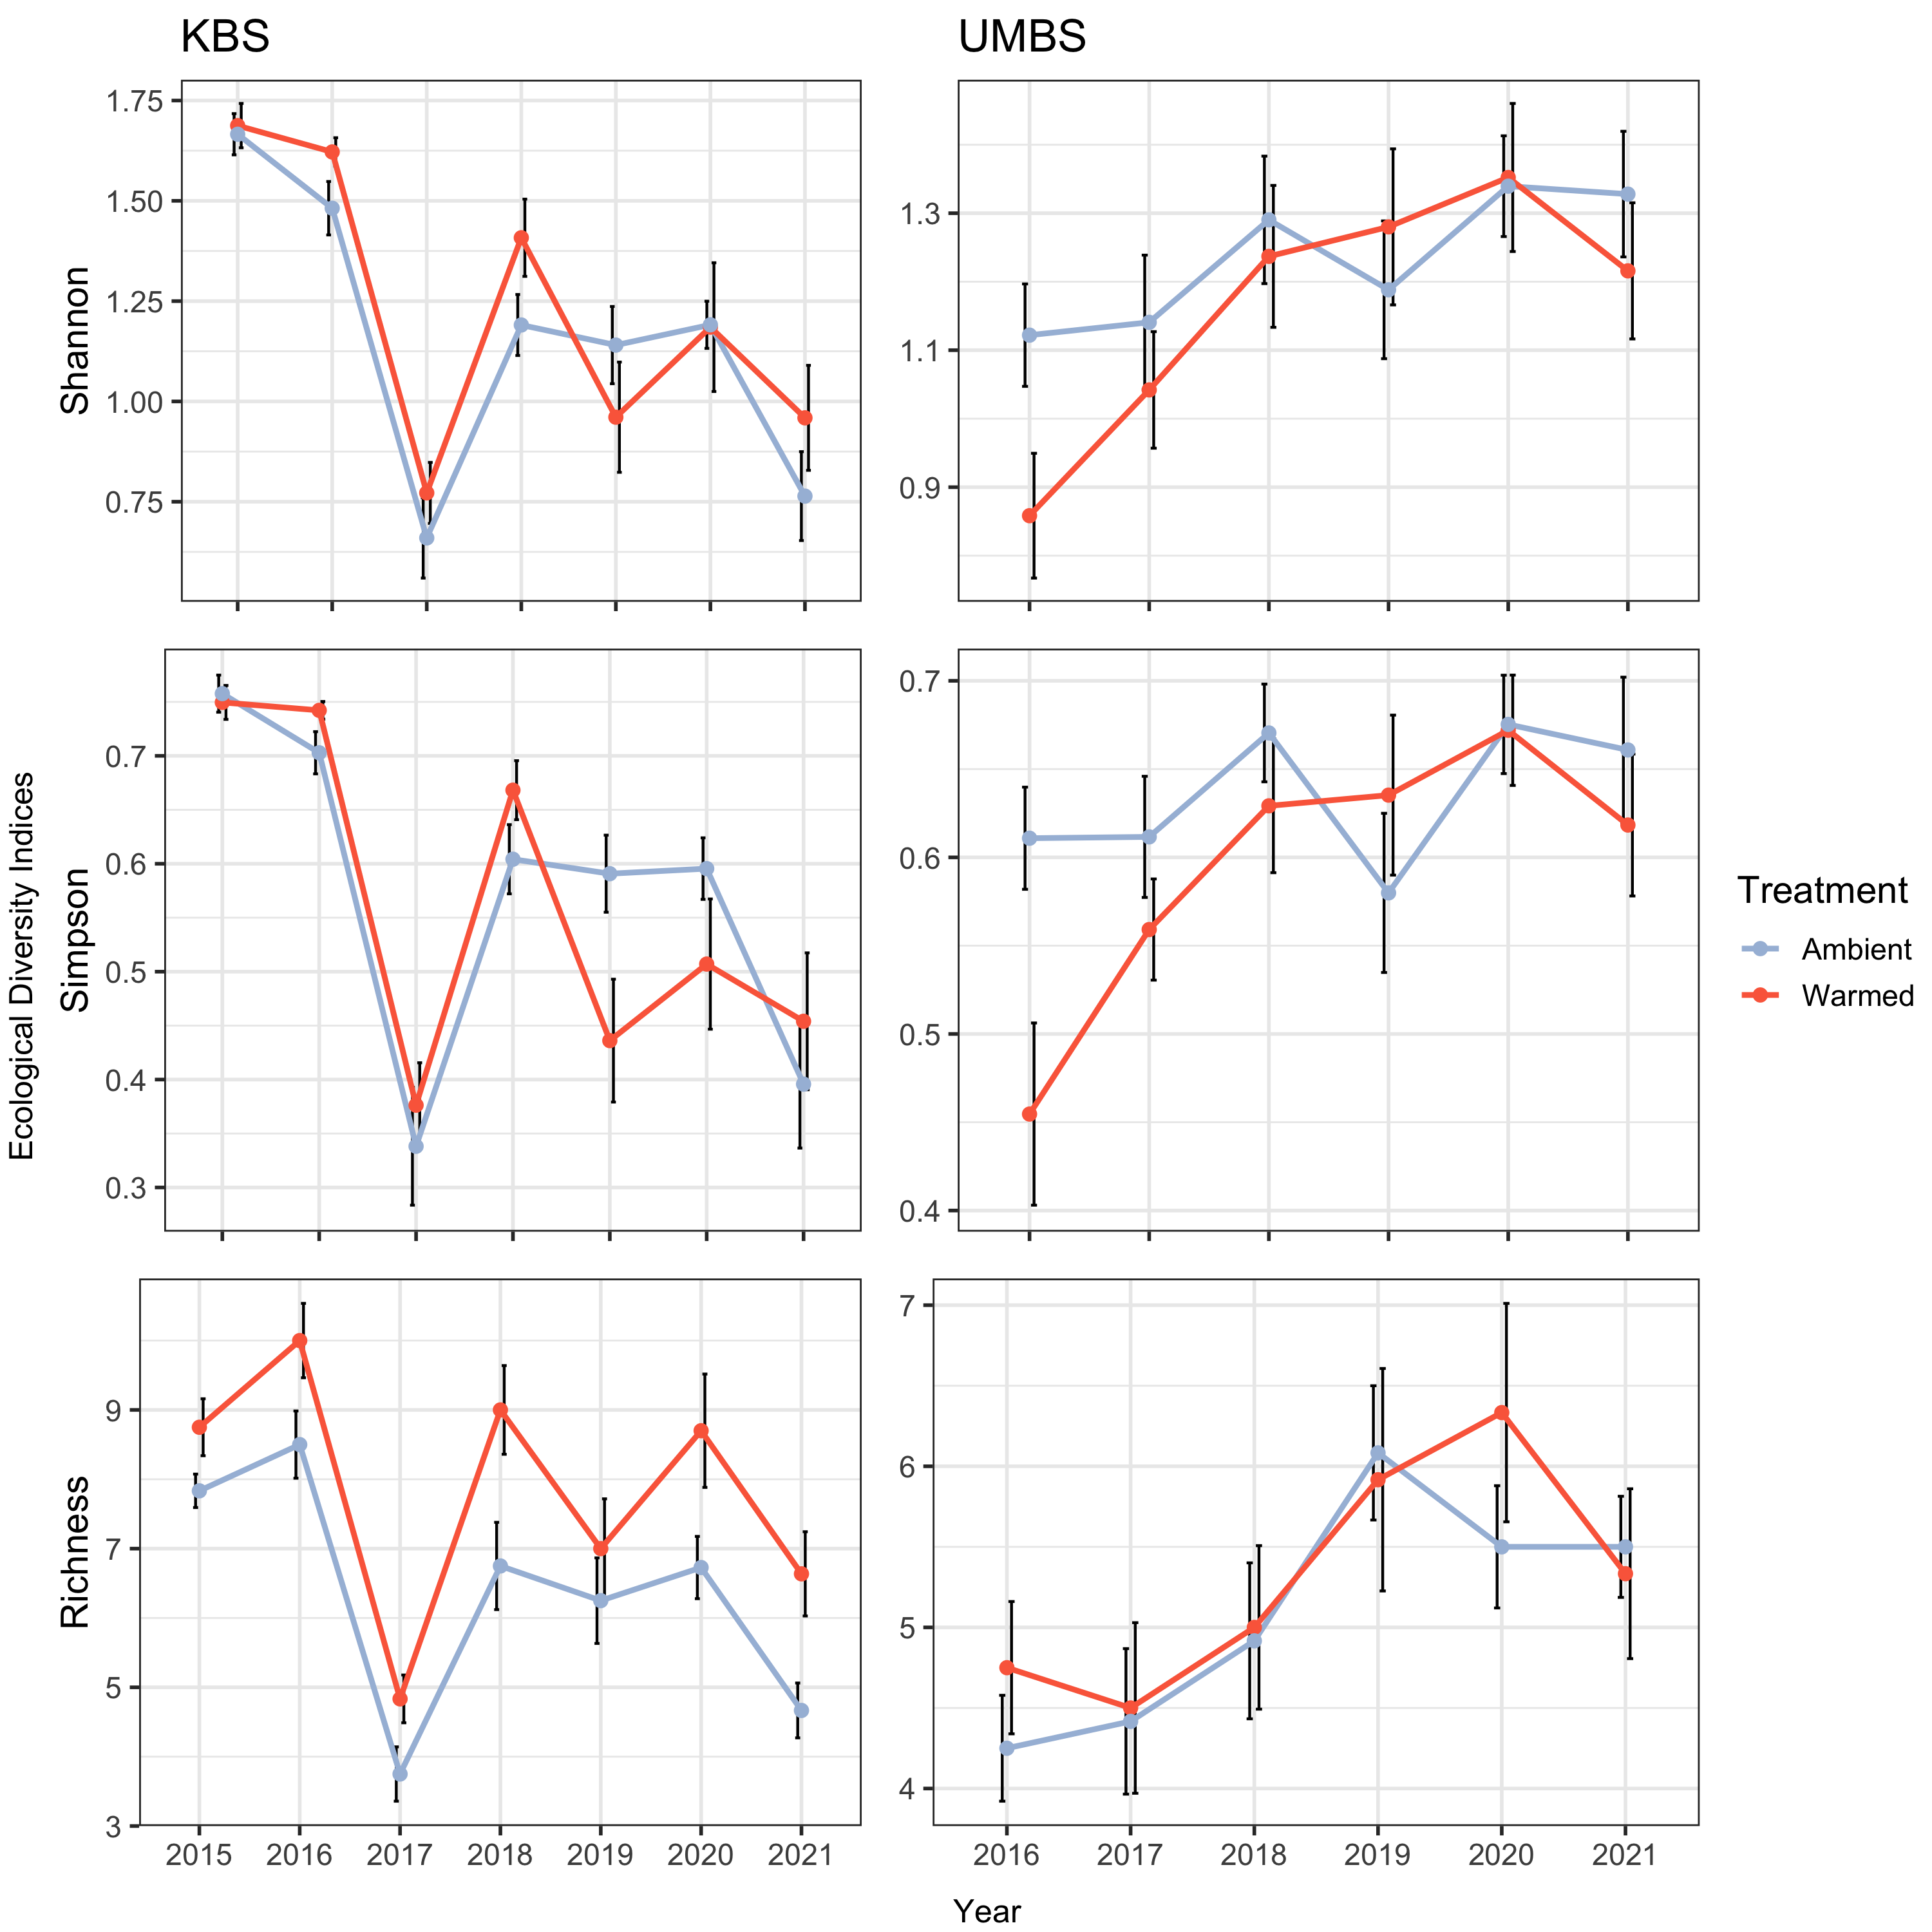 KBS
UMBS
Ecological Diversity Indices
Shannon
1.75
1.50
1.25
1.00
0.75
1.3
1.1
0.9
Simpson
0.7
0.6
0.5
0.4
0.3
0.7
0.6
0.5
0.4
Treatment
Ambient
Warmed
Richness
9
7
5
3
7
6
5
4
2015 2016 2017 2018 2019 2020 2021
2016 2017 2018 2019 2020 2021
Year